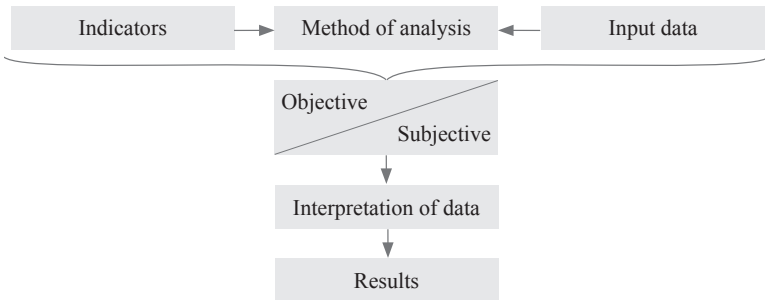 Indicators
Method of analysis
Input data
Objective
Subjective
Interpretation of data
Results